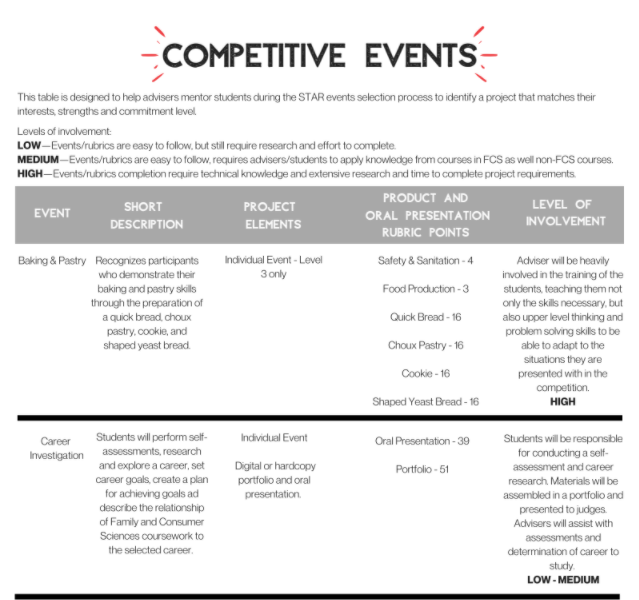 COMPETITIVE EVENTS
This table is designed to help advisers mentor students during the STAR events selection process to identify a project that matches their
interests, strengths and commitment level.
Levels of involvement:
LOW—Events/rubrics are easy to follow, but still require research and effort to complete.
MEDIUM—Events/rubrics are easy to follow, requires advisers/students to apply knowledge from courses in FCS as well non-FCS courses.
HIGH—Events/rubrics completion require technical knowledge and extensive research and time to complete project requirements.
EVENT
SHORT
DESCRIPTION
PROJECT
ELEMENTS
PRODUCT AND
ORAL PRESENTATION
RUBRIC POINTS
LEVEL OF
INVOLVEMENT
Baking & Pastry
Recognizes participants
who demonstrate their
baking and pastry skills
through the preparation of
a quick bread, choux
pastry, cookie, and
shaped yeast bread.
Individual Event - Level
3 only
Safety & Sanitation - 4
Food Production - 3
Quick Bread - 16
Choux Pastry - 16
Cookie - 16
Shaped Yeast Bread - 16
Adviser will be heavily
involved in the training of the
students, teaching them not
only the skills necessary, but
also upper level thinking and
problem solving skills to be
able to adapt to the
situations they are
presented with in the
competition.
HIGH
Career
Investigation
Students will perform self-
assessments, research
and explore a career, set
career goals, create a plan
for achieving goals ad
describe the relationship
of Family and Consumer
Sciences coursework to
the selected career.
Individual Event
Digital or hardcopy
portfolio and oral
presentation.
Oral Presentation - 39
Portfolio - 51
Students will be responsible
for conducting a self-
assessment and career
research. Materials will be
assembled in a portfolio and
presented to judges.
Advisers will assist with
assessments and
determination of career to
study.
LOW - MEDIUM